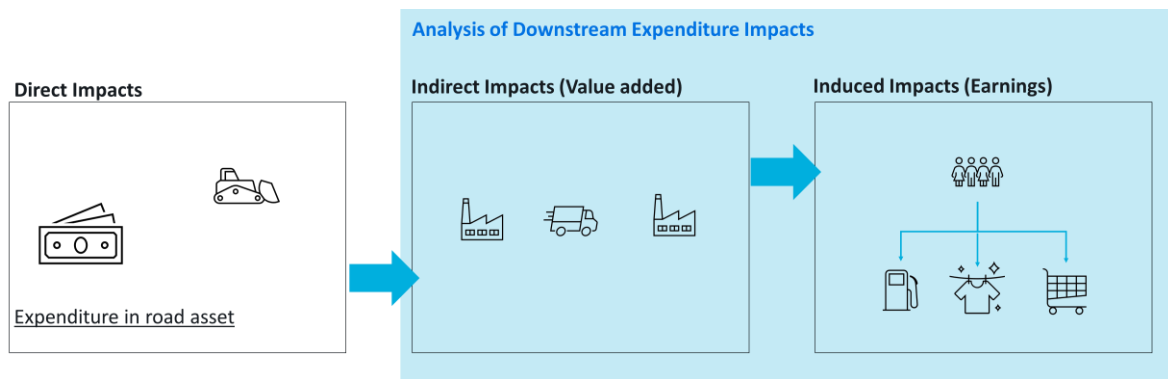 Analysis of Downstream Expenditure Impacts
Direct Impacts
Indirect Impacts (Value added)
Induced Impacts (Earnings)
Expenditure in road asset